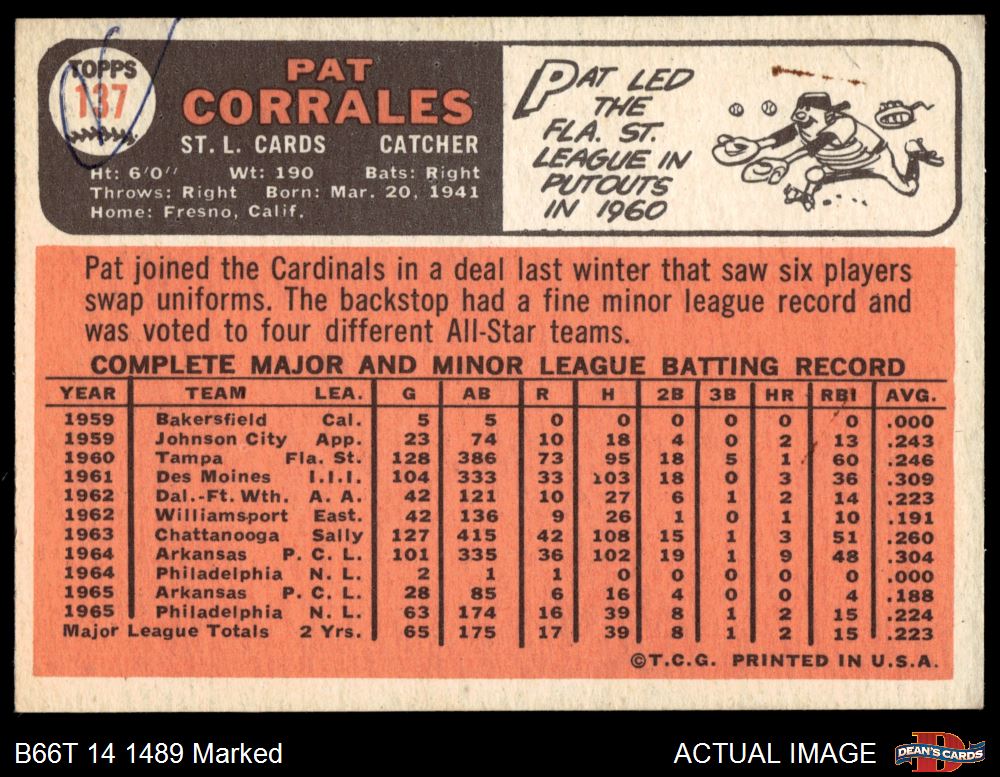 TOPPS
137
PAT
CORRALES
ST. L. CARDS CATCHER
Ht: 6'0" Wt: 190 Bats: Right
Throws: Right Born: Mar. 20, 1941
Home: Fresno, Calif.
PAT LED
THE
FLA. ST.
LEAGUE IN
PUTOUTS
IN 1960
Pat joined the Cardinals in a deal last winter that saw six players
swap uniforms. The backstop had a fine minor league record and
was voted to four different All-Star teams.
COMPLETE MAJOR AND MINOR LEAGUE BATTING RECORD
YEAR TEAM LEA. G AB R H 2B 3B HR RBI AVG.
1959 Bakersfield Cal. 5 5 0 0 0 0 0 0 .000
1959 Johnson City App. 23 74 10 18 4 0 2 13 .243
1960 Tampa Fla. St. 128 386 73 95 18 5 1 60 .246
1961 Des Moines I.I.I. 104 333 33 103 18 0 3 36 .309
1962 Dal.-Ft. Wth. A. A. 42 121 10 27 6 1 2 14 .223
1962 Williamsport East. 42 136 9 26 1 0 1 10 .191
1963 Chattanooga Sally 127 415 42 108 15 1 3 51 .260
1964 Arkansas P. C. L. 101 335 36 102 19 1 9 48 .304
1964 Philadelphia N. L. 2 1 1 0 0 0 0 0 .000
1965 Arkansas P. C. L. 28 85 6 16 4 0 0 4 .188
1965 Philadelphia N. L. 63 174 16 39 8 1 2 15 .224
Major League Totals 2 Yrs. 65 175 17 39 8 1 2 15 .223
©T.C.G. PRINTED IN U.S.A.
B66T 14 1489 Marked
ACTUAL IMAGE
DEAN'S CARDS